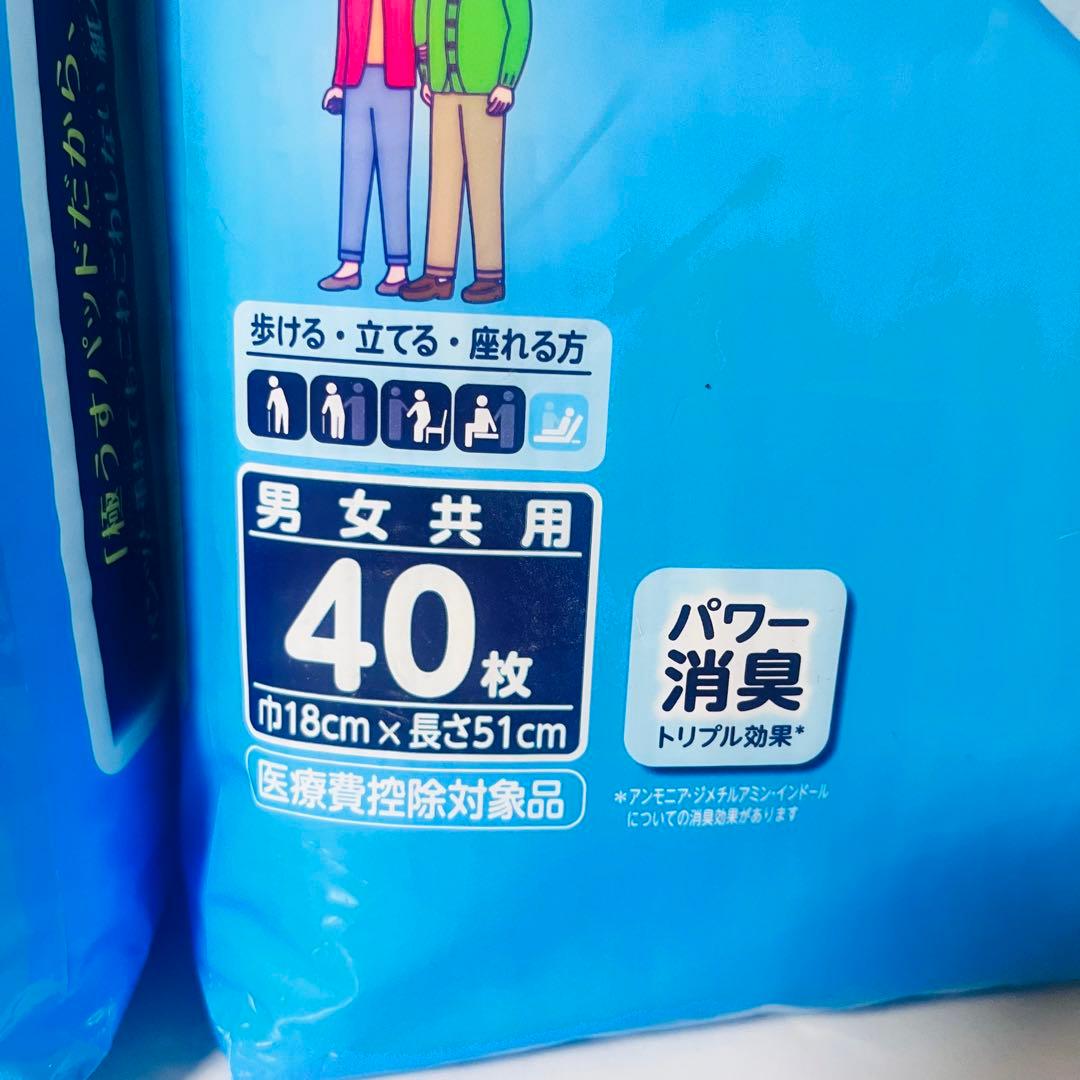 「極うすパッドだから、
歩ける・立てる・座れる方
男女共用
40枚
巾18cm×長さ51cm
医療費控除対象品
パワー
消臭
トリプル効果*
*アンモニア・ジメチルアミン・インドール
についての消臭効果があります